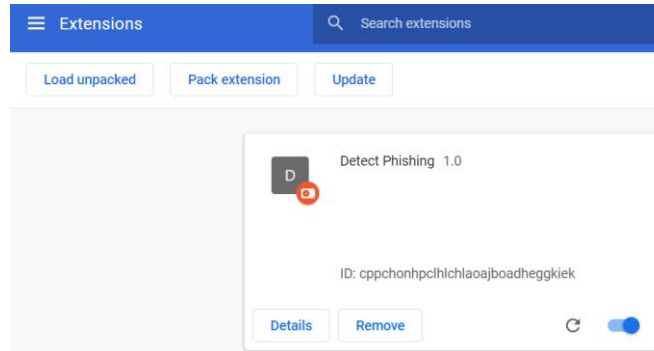 Extensions
Search extensions
Load unpacked Pack extension Update
D
Detect Phishing 1.0
ID: cppchonhpclhlchlaoajboadheggkiek
Details Remove